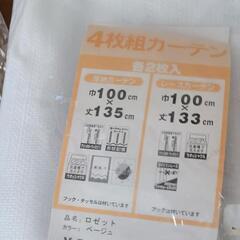 4枚組カーテン
各2枚入
厚地カーテン
巾100cm
×
丈135cm
レースカーテン
巾100cm
×
丈133cm
フック・タッセルは付いています
フックは付いています
品名：ロゼット
カラー：ベージュ